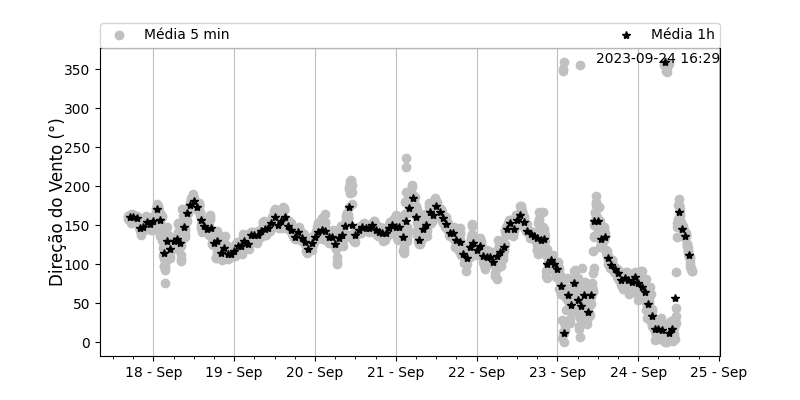 Média 5 min
Média 1h
2023-09-24 16:29
Direção do Vento (°)
350
300
250
200
150
100
50
0
18 - Sep
19 - Sep
20 - Sep
21 - Sep
22 - Sep
23 - Sep
24 - Sep
25 - Sep